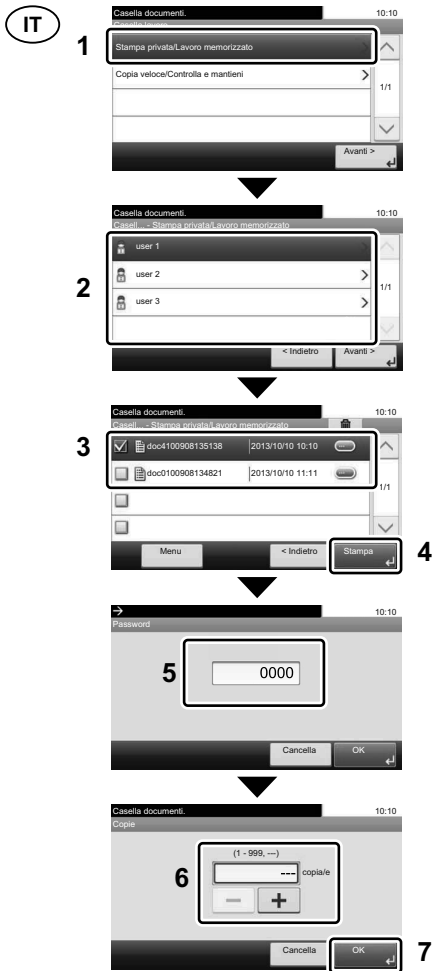 IT
Casella documenti. 10:10
Casella lavoro
1
Stampa privata/Lavoro memorizzato
Copia veloce/Controlla e mantieni
1/1
Avanti >
Casella documenti. 10:10
Casell... - Stampa privata/Lavoro memorizzato
2
user 1
user 2
user 3
1/1
< Indietro Avanti >
Casella documenti. 10:10
Casell... - Stampa privata/Lavoro memorizzato
3
doc4100908135138 2013/10/10 10:10
doc0100908134821 2013/10/10 11:11
1/1
Menu < Indietro Stampa 4
10:10
Password
5 0000
Cancella OK
Casella documenti. 10:10
Copie
(1 - 999, ---)
6 --- copia/e
− +
Cancella OK 7